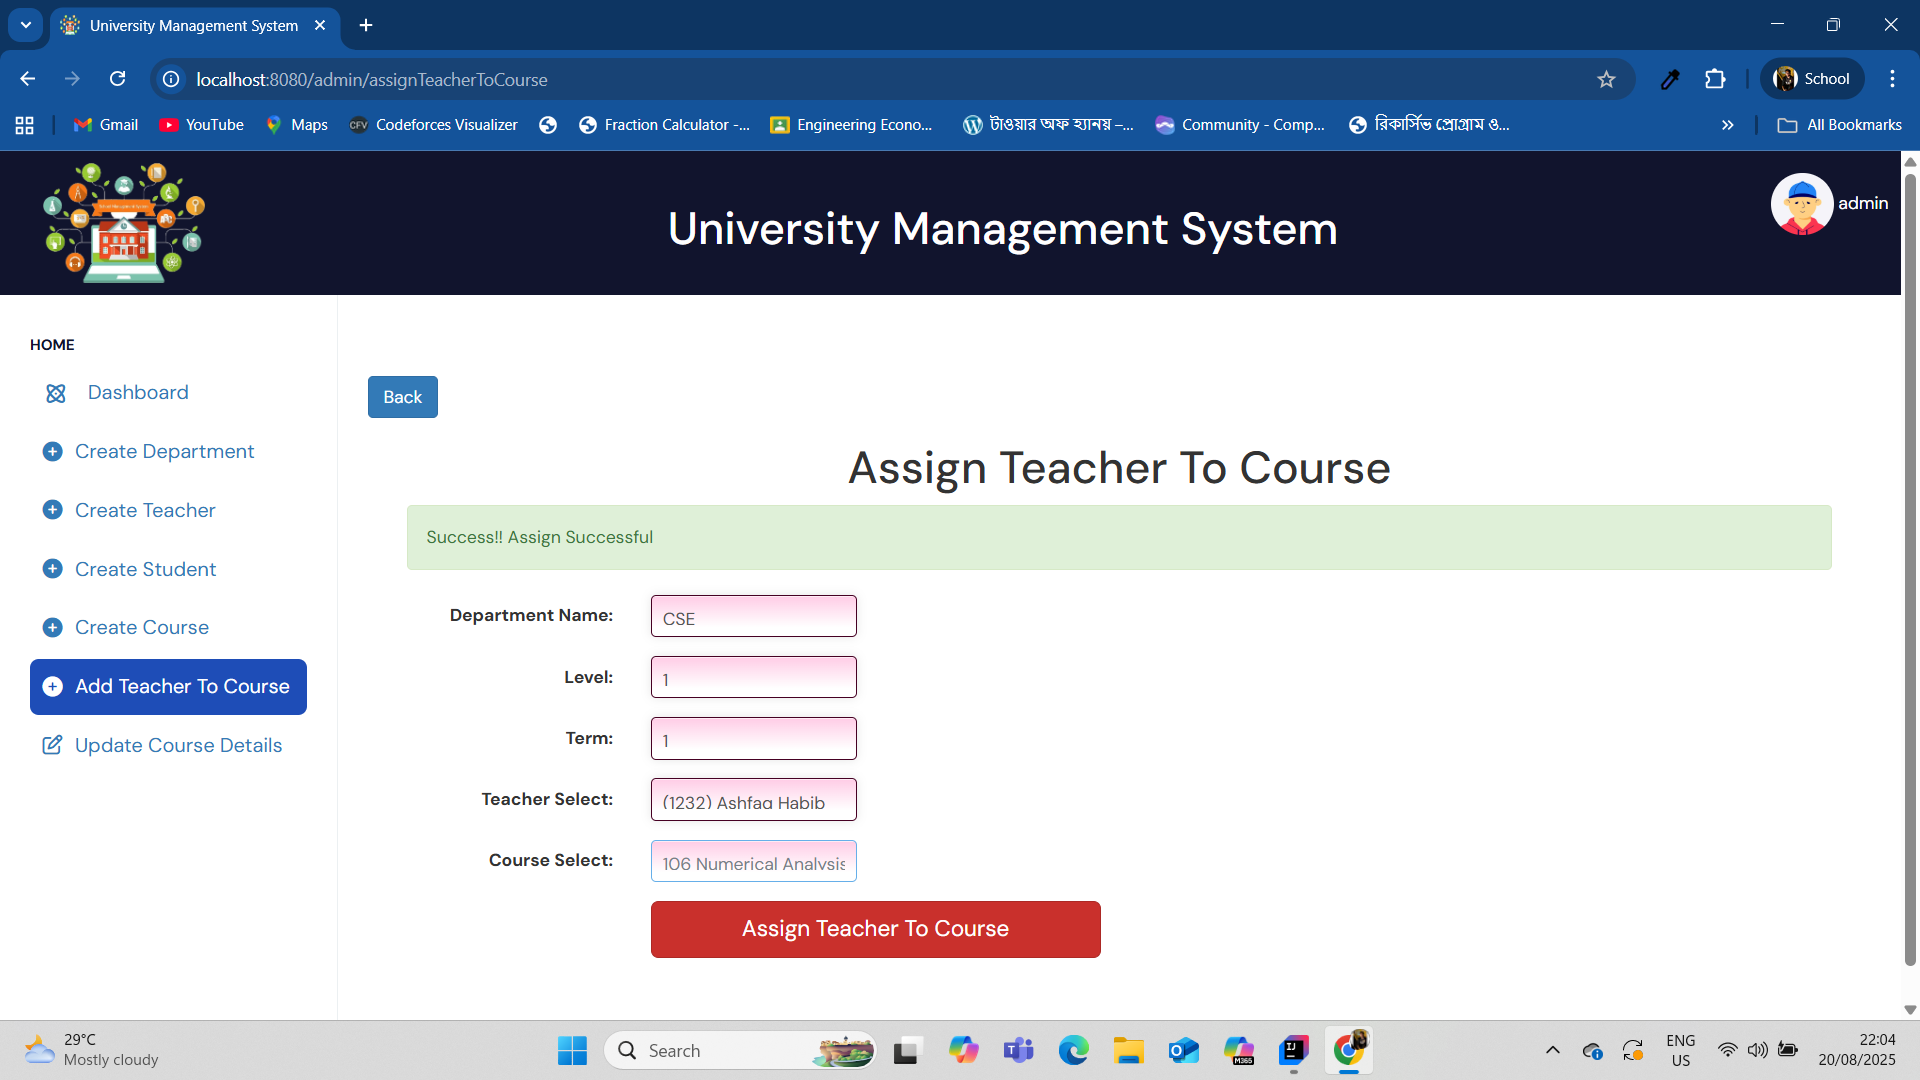 University Management System
localhost:8080/admin/assignTeacherToCourse
School
Gmail
YouTube
Maps
CFV
Codeforces Visualizer
Fraction Calculator -...
Engineering Econo...
টাওয়ার অফ হ্যানয় –...
Community - Comp...
রিকার্সিভ প্রোগ্রাম ও...
All Bookmarks
University Management System
admin
HOME
Dashboard
Create Department
Create Teacher
Create Student
Create Course
Add Teacher To Course
Update Course Details
Back
Assign Teacher To Course
Success!! Assign Successful
Department Name:
CSE
Level:
1
Term:
1
Teacher Select:
(1232) Ashfaq Habib
Course Select:
106 Numerical Analysis
Assign Teacher To Course
29°C
Mostly cloudy
Search
M365
ENG
US
22:04
20/08/2025